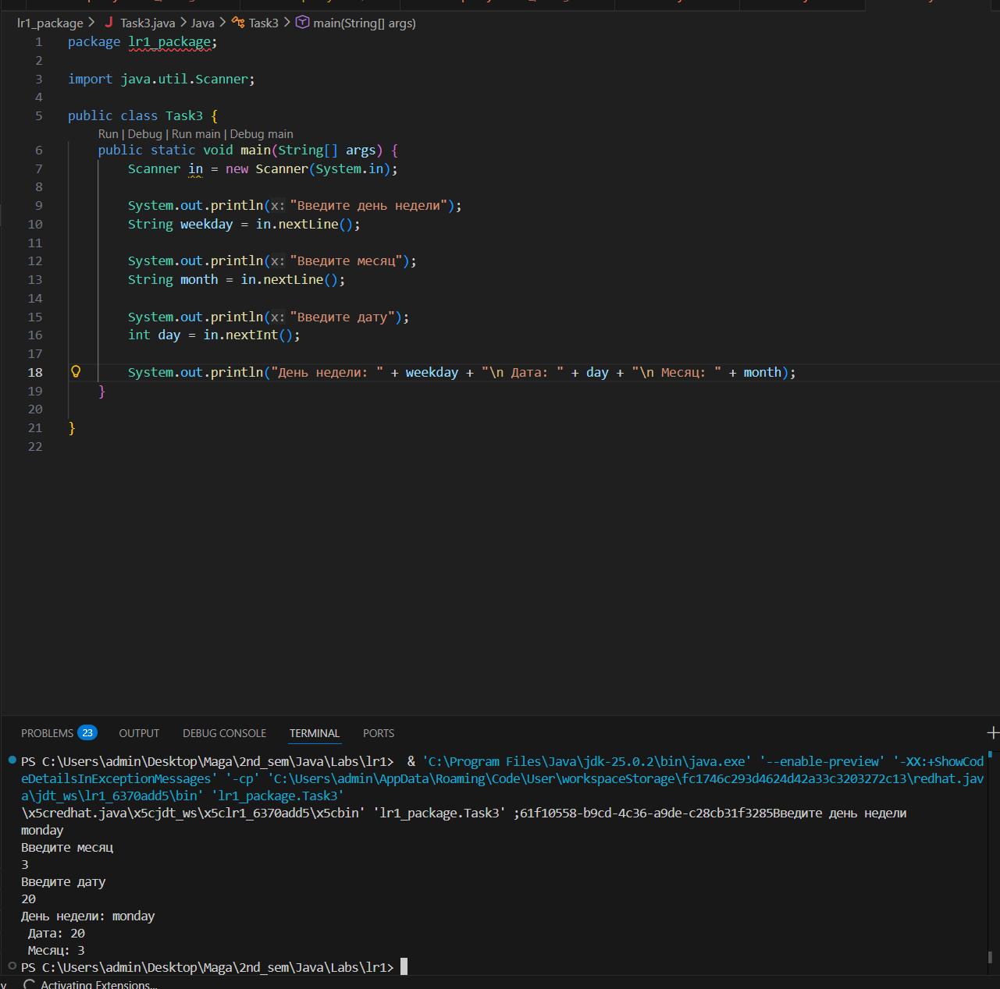 lr1_package > J Task3.java > Java > Task3 > main(String[] args)
1 package lr1_package;
2
3 import java.util.Scanner;
4
5 public class Task3 {
Run | Debug | Run main | Debug main
6 public static void main(String[] args) {
7 Scanner in = new Scanner(System.in);
8
9 System.out.println(x: "Введите день недели");
10 String weekday = in.nextLine();
11
12 System.out.println(x: "Введите месяц");
13 String month = in.nextLine();
14
15 System.out.println(x: "Введите дату");
16 int day = in.nextInt();
17
18 System.out.println("День недели: " + weekday + "\n Дата: " + day + "\n Месяц: " + month);
19 }
20
21 }
22
PROBLEMS 23 OUTPUT DEBUG CONSOLE TERMINAL PORTS
PS C:\Users\admin\Desktop\Maga\2nd_sem\Java\Labs\lr1>  & 'C:\Program Files\Java\jdk-25.0.2\bin\java.exe' '--enable-preview' '-XX:+ShowCod
eDetailsInExceptionMessages' '-cp' 'C:\Users\admin\AppData\Roaming\Code\User\workspaceStorage\fc1746c293d4624d42a33c3203272c13\redhat.jav
a\jdt_ws\lr1_6370add5\bin' 'lr1_package.Task3'
\x5credhat.java\x5cjdt_ws\x5clr1_6370add5\x5cbin' 'lr1_package.Task3' ;61f10558-b9cd-4c36-a9de-c28cb31f3285Введите день недели
monday
Введите месяц
3
Введите дату
20
День недели: monday
Дата: 20
Месяц: 3
PS C:\Users\admin\Desktop\Maga\2nd_sem\Java\Labs\lr1>
Activating Extensions...